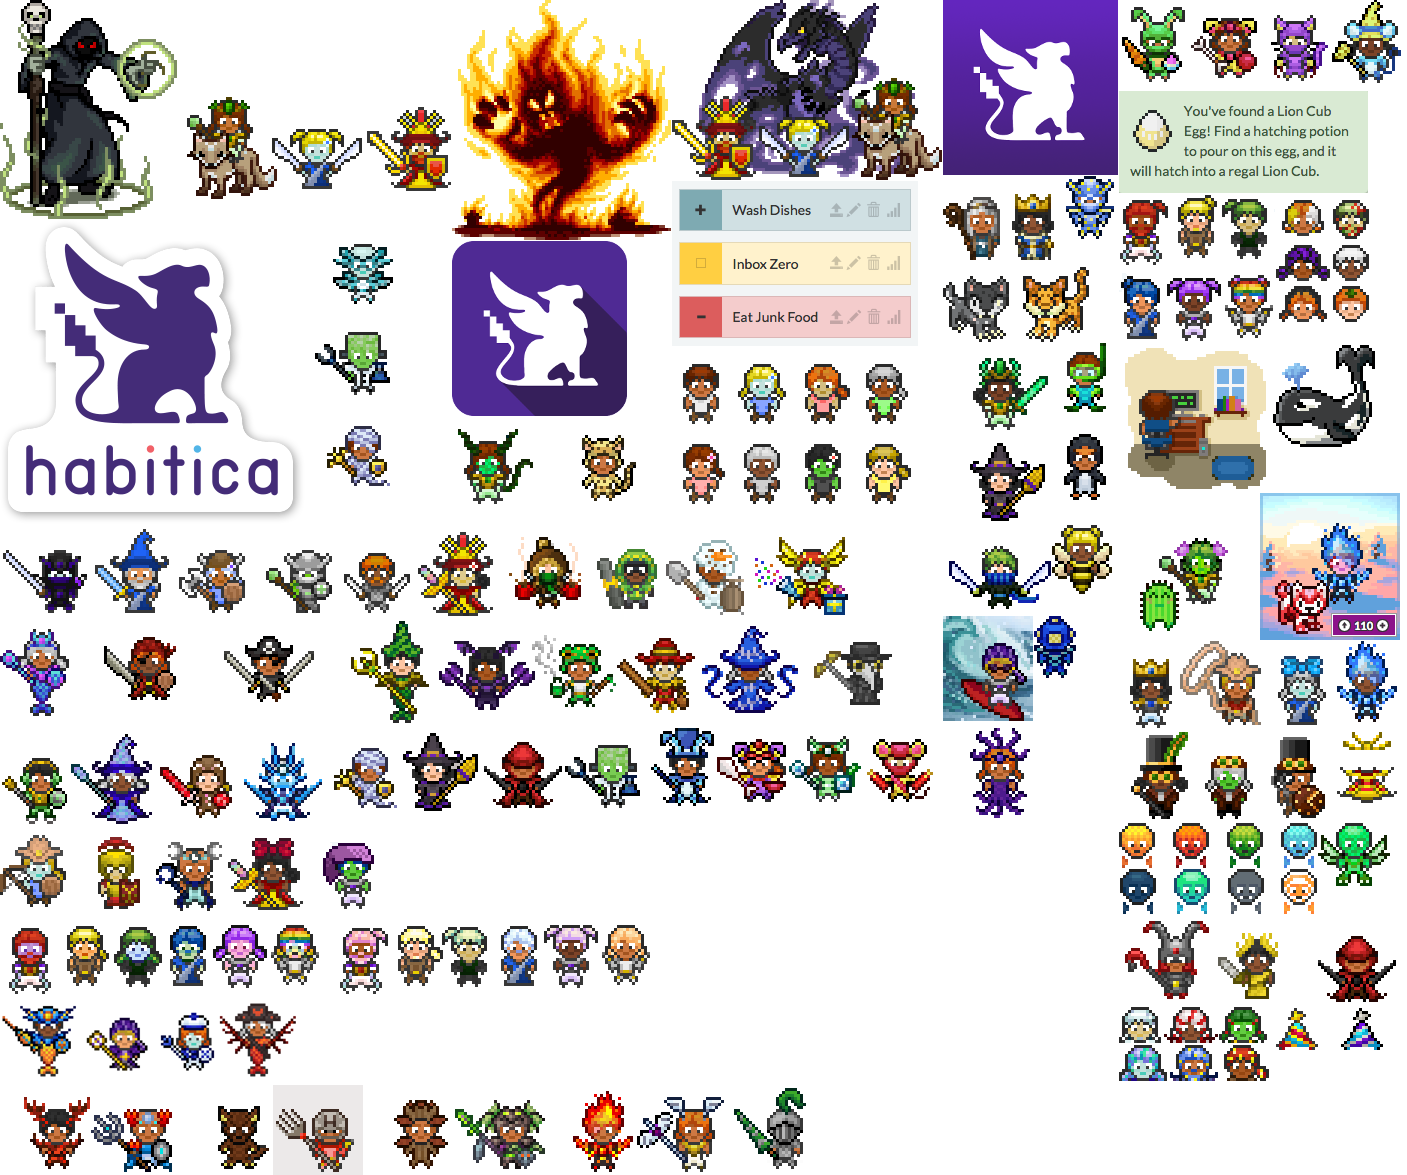 You've found a Lion Cub
Egg! Find a hatching potion
to pour on this egg, and it
will hatch into a regal Lion Cub.
Wash Dishes
Inbox Zero
Eat Junk Food
habitica
110